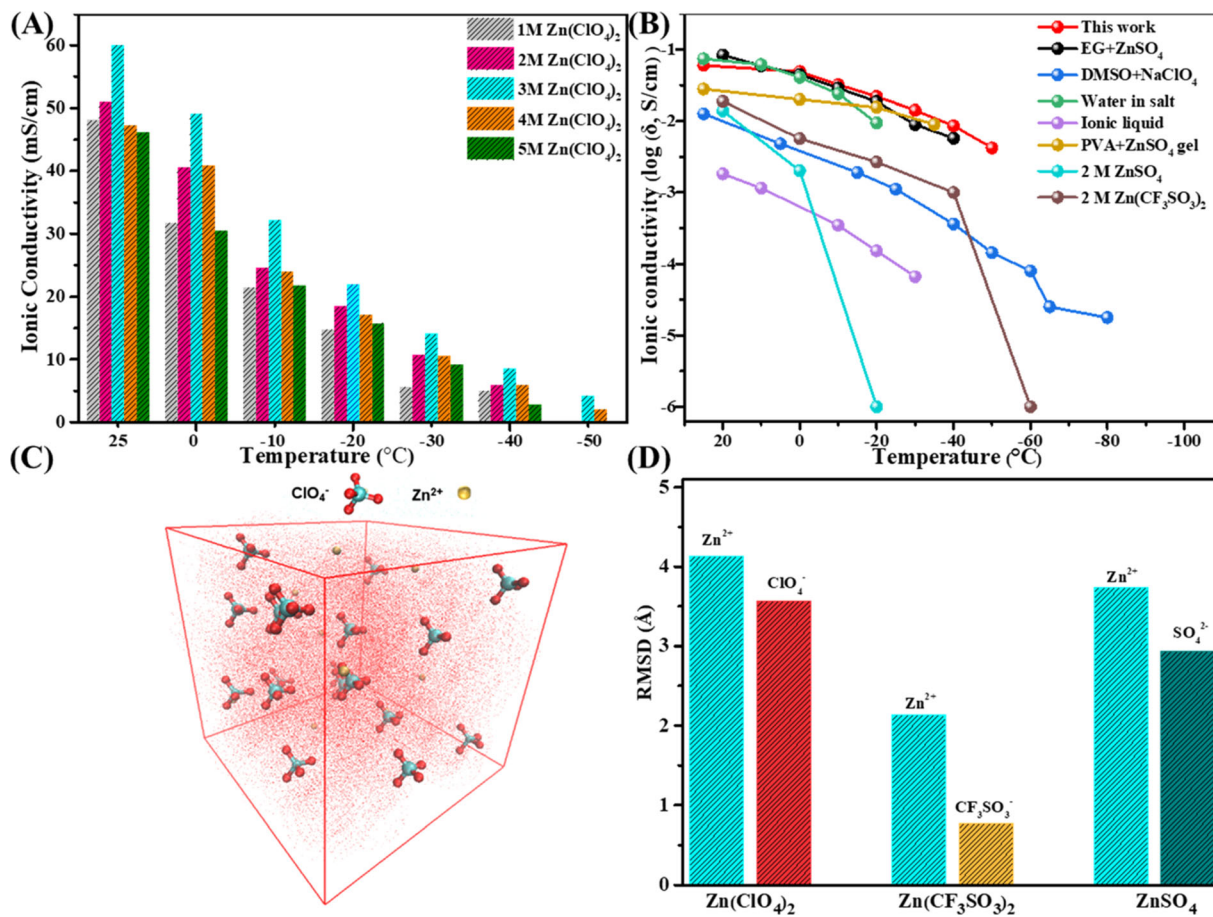 (A)
Ionic Conductivity (mS/cm)
60
50
40
30
20
10
0
1M Zn(ClO₄)₂
2M Zn(ClO₄)₂
3M Zn(ClO₄)₂
4M Zn(ClO₄)₂
5M Zn(ClO₄)₂
25 0 -10 -20 -30 -40 -50
Temperature (°C)
(B)
Ionic conductivity (log (δ, S/cm))
-1
-2
-3
-4
-5
-6
This work
EG+ZnSO₄
DMSO+NaClO₄
Water in salt
Ionic liquid
PVA+ZnSO₄ gel
2 M ZnSO₄
2 M Zn(CF₃SO₃)₂
20 0 -20 -40 -60 -80 -100
Temperature (°C)
(C)
ClO₄⁻ Zn²⁺
(D)
RMSD (Å)
5
4
3
2
1
0
Zn²⁺
ClO₄⁻
Zn²⁺
CF₃SO₃⁻
Zn²⁺
SO₄²⁻
Zn(ClO₄)₂ Zn(CF₃SO₃)₂ ZnSO₄